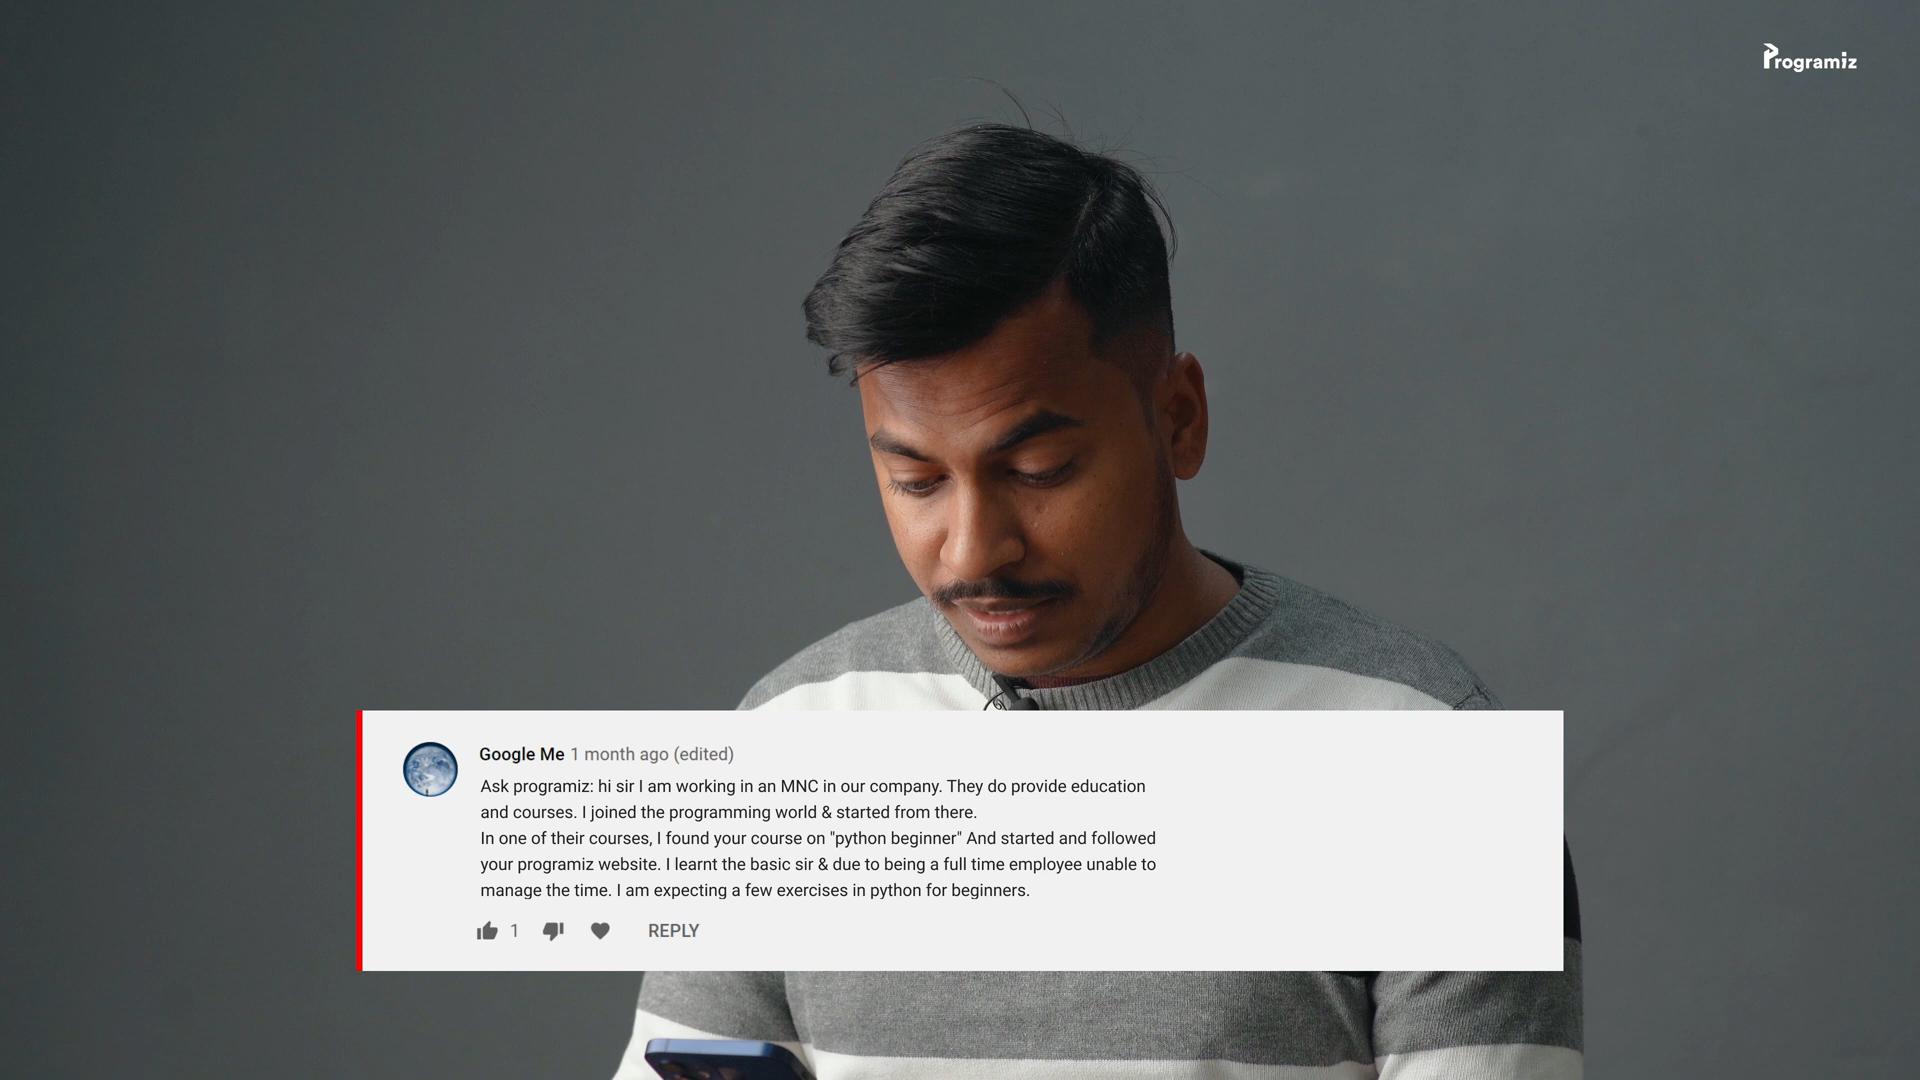 Programiz
Google Me 1 month ago (edited)
Ask programiz: hi sir I am working in an MNC in our company. They do provide education
and courses. I joined the programming world & started from there.
In one of their courses, I found your course on "python beginner" And started and followed
your programiz website. I learnt the basic sir & due to being a full time employee unable to
manage the time. I am expecting a few exercises in python for beginners.
1 REPLY